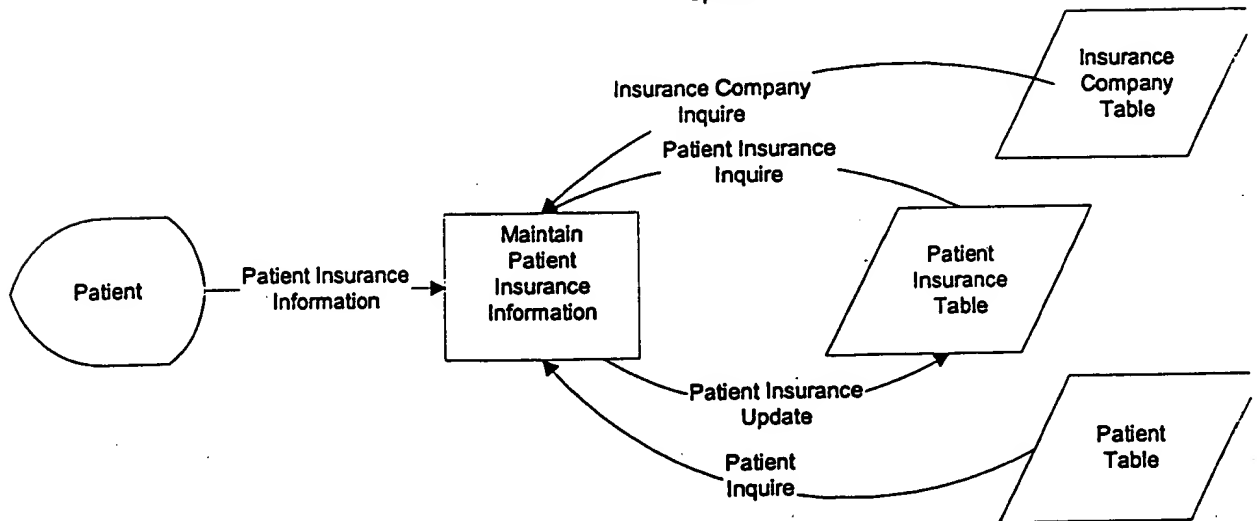 Insurance
Company
Table
Insurance Company
Inquire
Patient Insurance
Inquire
Maintain
Patient
Insurance
Information
Patient
Patient Insurance
Information
Patient
Insurance
Table
Patient Insurance
Update
Patient
Inquire
Patient
Table